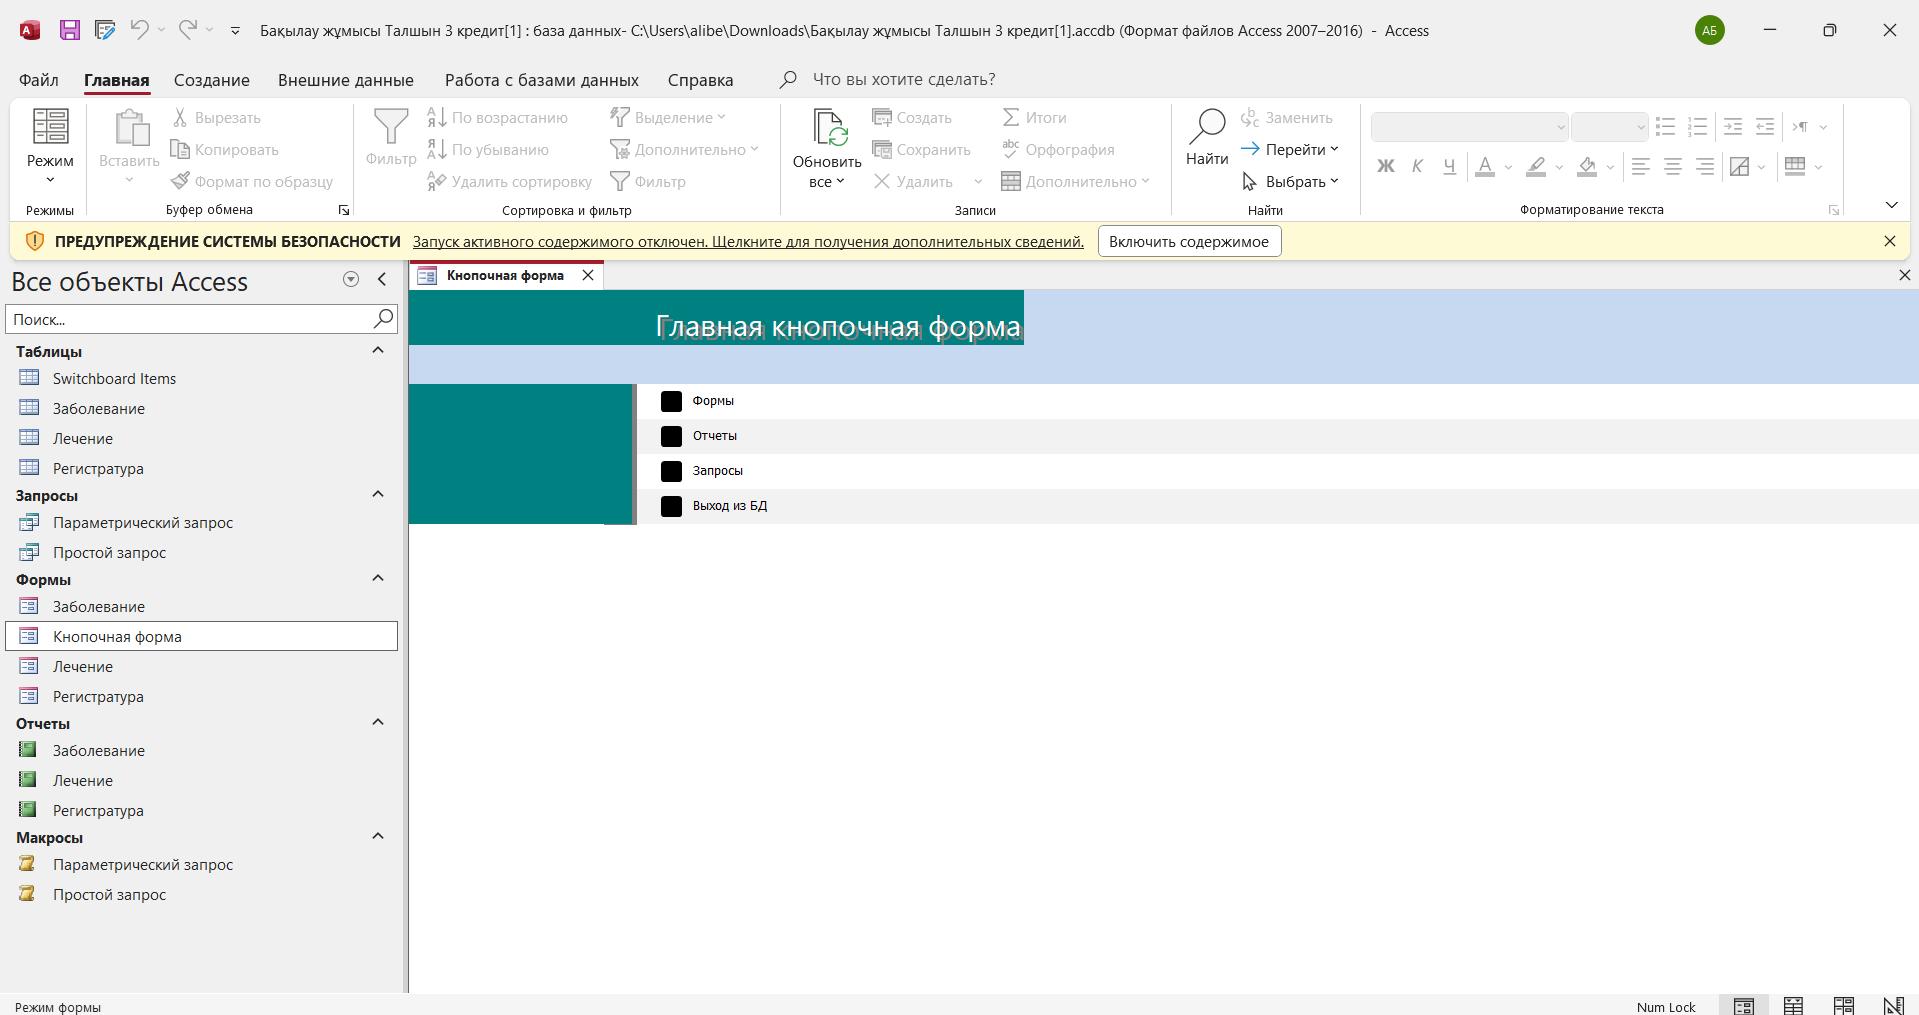 Бақылау жұмысы Талшын 3 кредит[1] : база данных- C:\Users\alibe\Downloads\Бақылау жұмысы Талшын 3 кредит[1].accdb (Формат файлов Access 2007–2016) - Access
АБ
Файл Главная Создание Внешние данные Работа с базами данных Справка Что вы хотите сделать?
Режим
Режимы
Вставить
Вырезать
Копировать
Формат по образцу
Буфер обмена
Фильтр
По возрастанию
По убыванию
Удалить сортировку
Выделение
Дополнительно
Фильтр
Сортировка и фильтр
Обновить
все
Создать
Сохранить
Удалить
Итоги
Орфография
Дополнительно
Записи
Найти
Заменить
Перейти
Выбрать
Найти
Ж К Ч А
Форматирование текста
ПРЕДУПРЕЖДЕНИЕ СИСТЕМЫ БЕЗОПАСНОСТИ Запуск активного содержимого отключен. Щелкните для получения дополнительных сведений. Включить содержимое
Все объекты Access
Поиск...
Таблицы
Switchboard Items
Заболевание
Лечение
Регистратура
Запросы
Параметрический запрос
Простой запрос
Формы
Заболевание
Кнопочная форма
Лечение
Регистратура
Отчеты
Заболевание
Лечение
Регистратура
Макросы
Параметрический запрос
Простой запрос
Кнопочная форма
Главная кнопочная форма
Формы
Отчеты
Запросы
Выход из БД
Режим формы
Num Lock